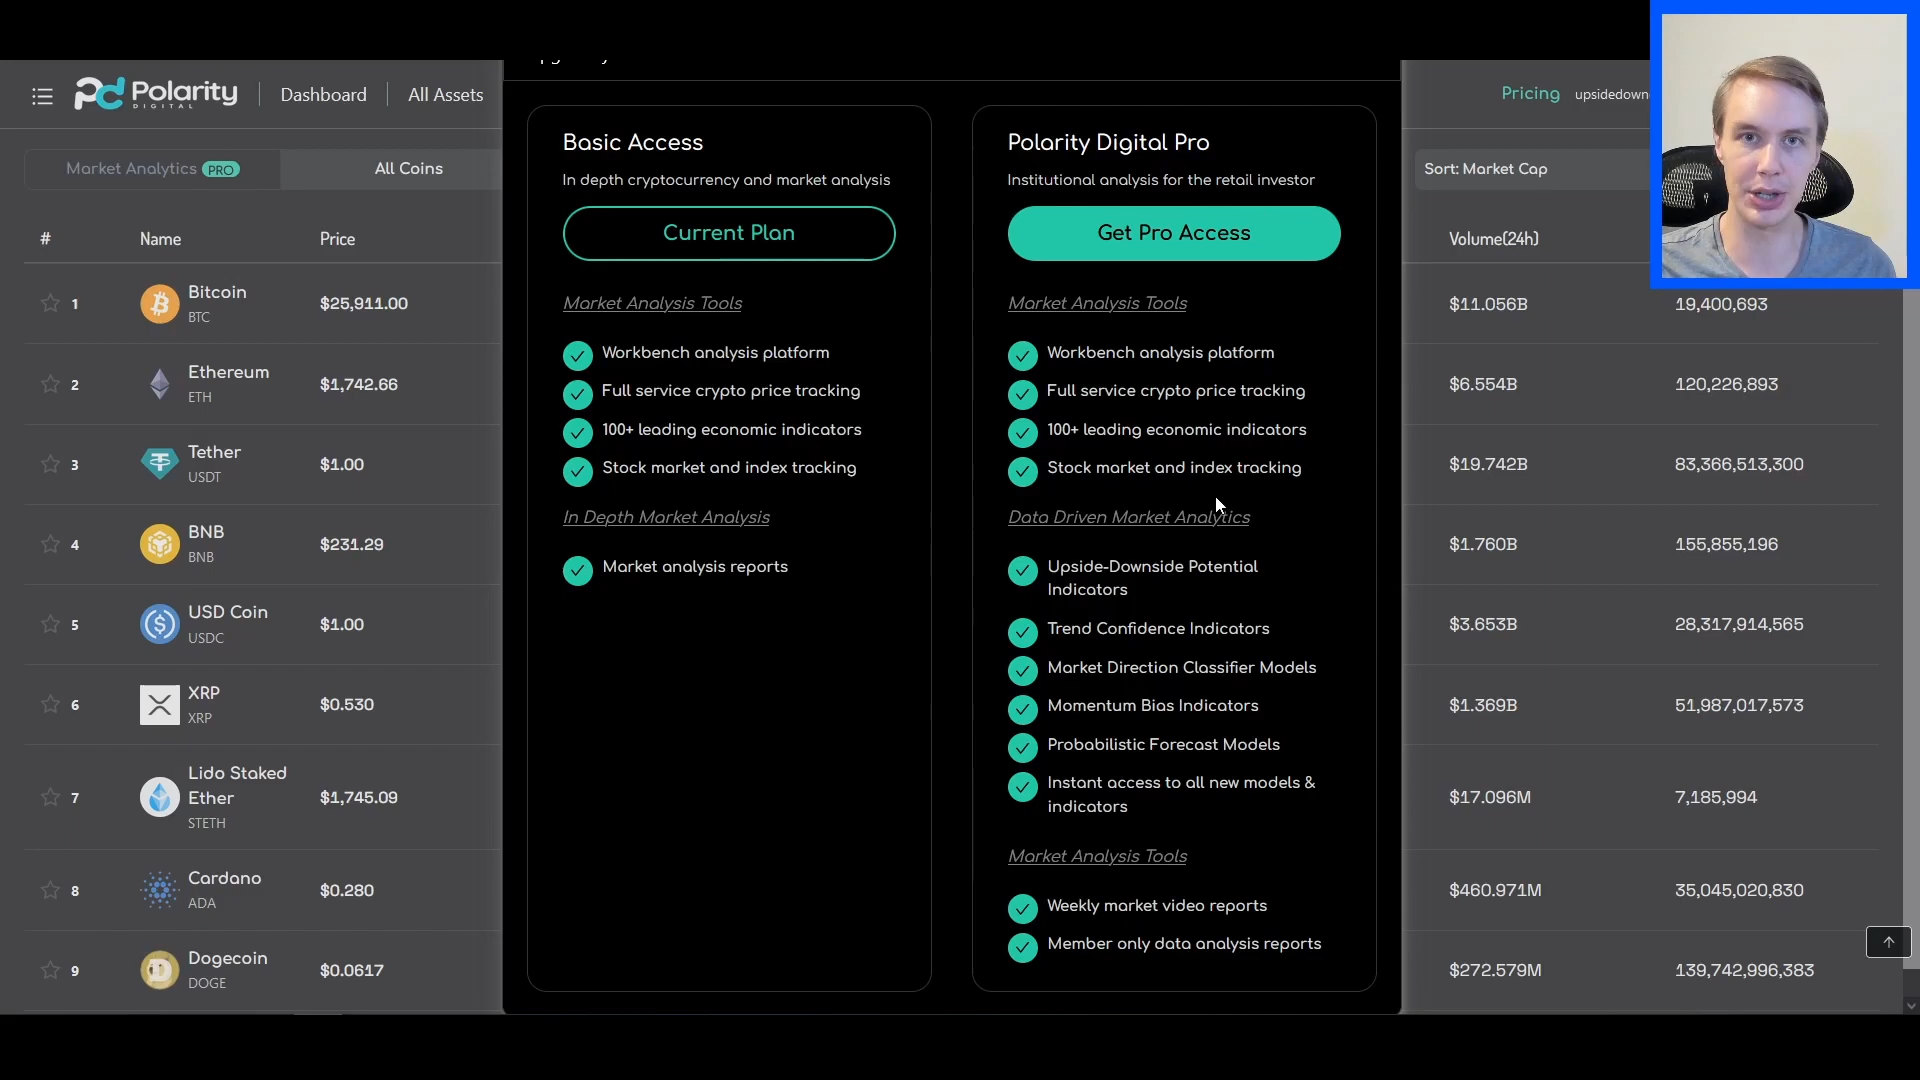 Polarity
DIGITAL
Dashboard
All Assets
Pricing
upsidedown
Market Analytics PRO
All Coins
Sort: Market Cap
# Name Price
Volume(24h)
1 Bitcoin $25,911.00 $11.056B 19,400,693
BTC
2 Ethereum $1,742.66 $6.554B 120,226,893
ETH
3 Tether $1.00 $19.742B 83,366,513,300
USDT
4 BNB $231.29 $1.760B 155,855,196
BNB
5 USD Coin $1.00 $3.653B 28,317,914,565
USDC
6 XRP $0.530 $1.369B 51,987,017,573
XRP
7 Lido Staked
Ether $1,745.09 $17.096M 7,185,994
STETH
8 Cardano $0.280 $460.971M 35,045,020,830
ADA
9 Dogecoin $0.0617 $272.579M 139,742,996,383
DOGE
Basic Access
In depth cryptocurrency and market analysis
Current Plan
Market Analysis Tools
Workbench analysis platform
Full service crypto price tracking
100+ leading economic indicators
Stock market and index tracking
In Depth Market Analysis
Market analysis reports
Polarity Digital Pro
Institutional analysis for the retail investor
Get Pro Access
Market Analysis Tools
Workbench analysis platform
Full service crypto price tracking
100+ leading economic indicators
Stock market and index tracking
Data Driven Market Analytics
Upside-Downside Potential
Indicators
Trend Confidence Indicators
Market Direction Classifier Models
Momentum Bias Indicators
Probabilistic Forecast Models
Instant access to all new models &
indicators
Market Analysis Tools
Weekly market video reports
Member only data analysis reports